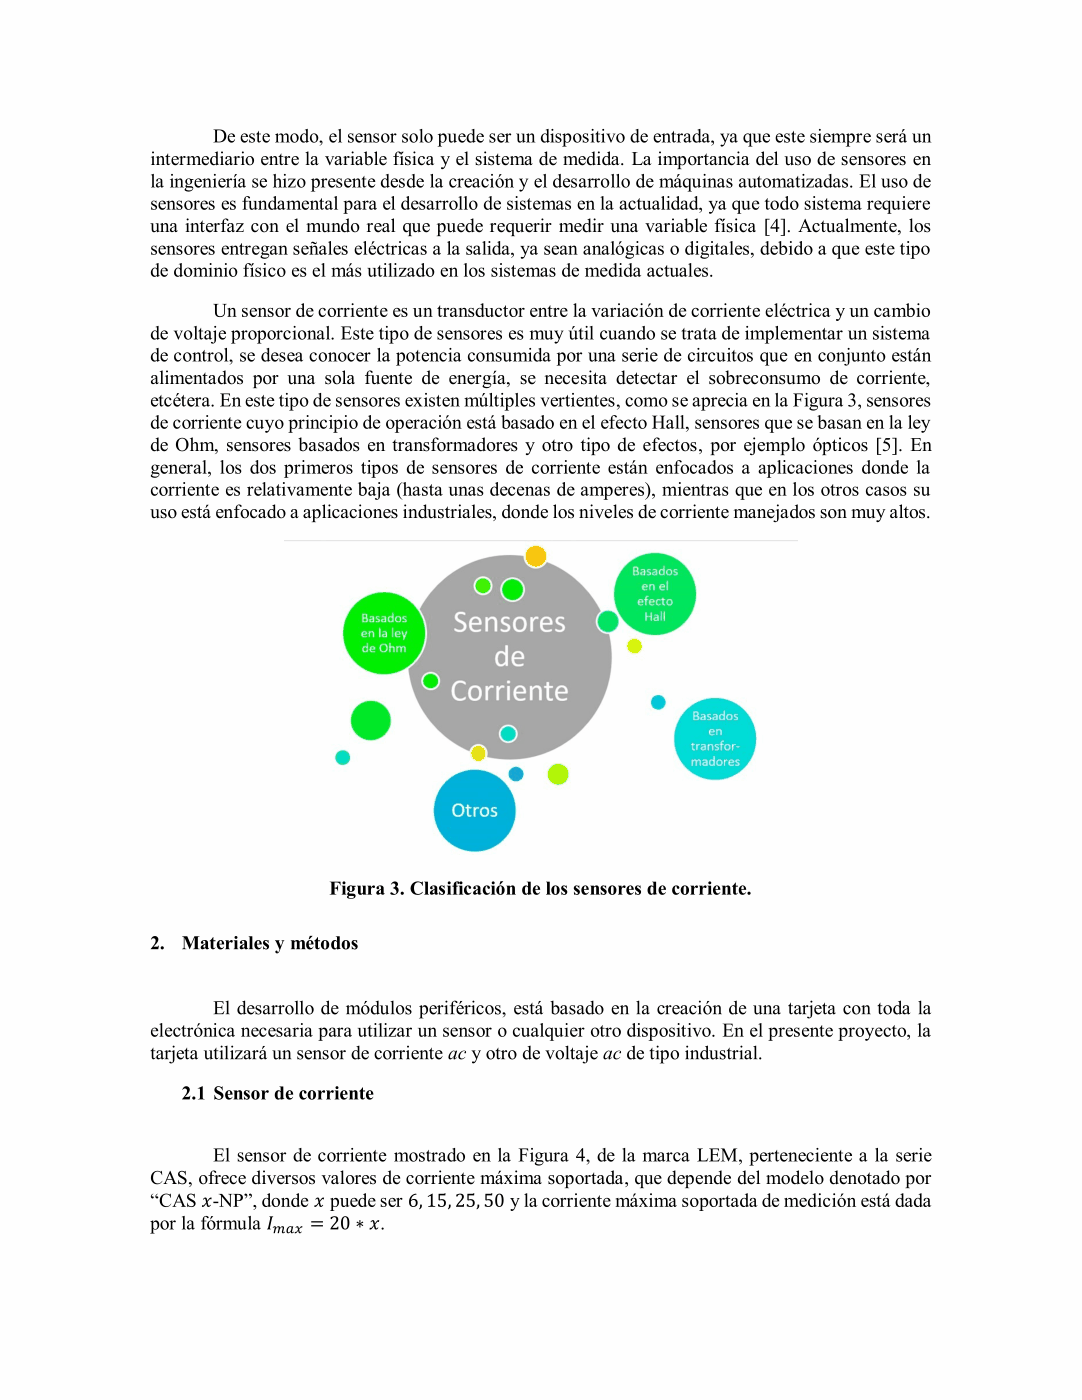 De este modo, el sensor solo puede ser un dispositivo de entrada, ya que este siempre será un
intermediario entre la variable física y el sistema de medida. La importancia del uso de sensores en
la ingeniería se hizo presente desde la creación y el desarrollo de máquinas automatizadas. El uso de
sensores es fundamental para el desarrollo de sistemas en la actualidad, ya que todo sistema requiere
una interfaz con el mundo real que puede requerir medir una variable física [4]. Actualmente, los
sensores entregan señales eléctricas a la salida, ya sean analógicas o digitales, debido a que este tipo
de dominio físico es el más utilizado en los sistemas de medida actuales.
Un sensor de corriente es un transductor entre la variación de corriente eléctrica y un cambio
de voltaje proporcional. Este tipo de sensores es muy útil cuando se trata de implementar un sistema
de control, se desea conocer la potencia consumida por una serie de circuitos que en conjunto están
alimentados por una sola fuente de energía, se necesita detectar el sobreconsumo de corriente,
etcétera. En este tipo de sensores existen múltiples vertientes, como se aprecia en la Figura 3, sensores
de corriente cuyo principio de operación está basado en el efecto Hall, sensores que se basan en la ley
de Ohm, sensores basados en transformadores y otro tipo de efectos, por ejemplo ópticos [5]. En
general, los dos primeros tipos de sensores de corriente están enfocados a aplicaciones donde la
corriente es relativamente baja (hasta unas decenas de amperes), mientras que en los otros casos su
uso está enfocado a aplicaciones industriales, donde los niveles de corriente manejados son muy altos.
Basados
en la ley
de Ohm
Sensores
de
Corriente
Basados
en el
efecto
Hall
Basados
en
transfor-
madores
Otros
Figura 3. Clasificación de los sensores de corriente.
2. Materiales y métodos
El desarrollo de módulos periféricos, está basado en la creación de una tarjeta con toda la
electrónica necesaria para utilizar un sensor o cualquier otro dispositivo. En el presente proyecto, la
tarjeta utilizará un sensor de corriente ac y otro de voltaje ac de tipo industrial.
2.1 Sensor de corriente
El sensor de corriente mostrado en la Figura 4, de la marca LEM, perteneciente a la serie
CAS, ofrece diversos valores de corriente máxima soportada, que depende del modelo denotado por
“CAS 𝑥-NP”, donde 𝑥 puede ser 6, 15, 25, 50 y la corriente máxima soportada de medición está dada
por la fórmula 𝐼𝑚𝑎𝑥 = 20 ∗ 𝑥.